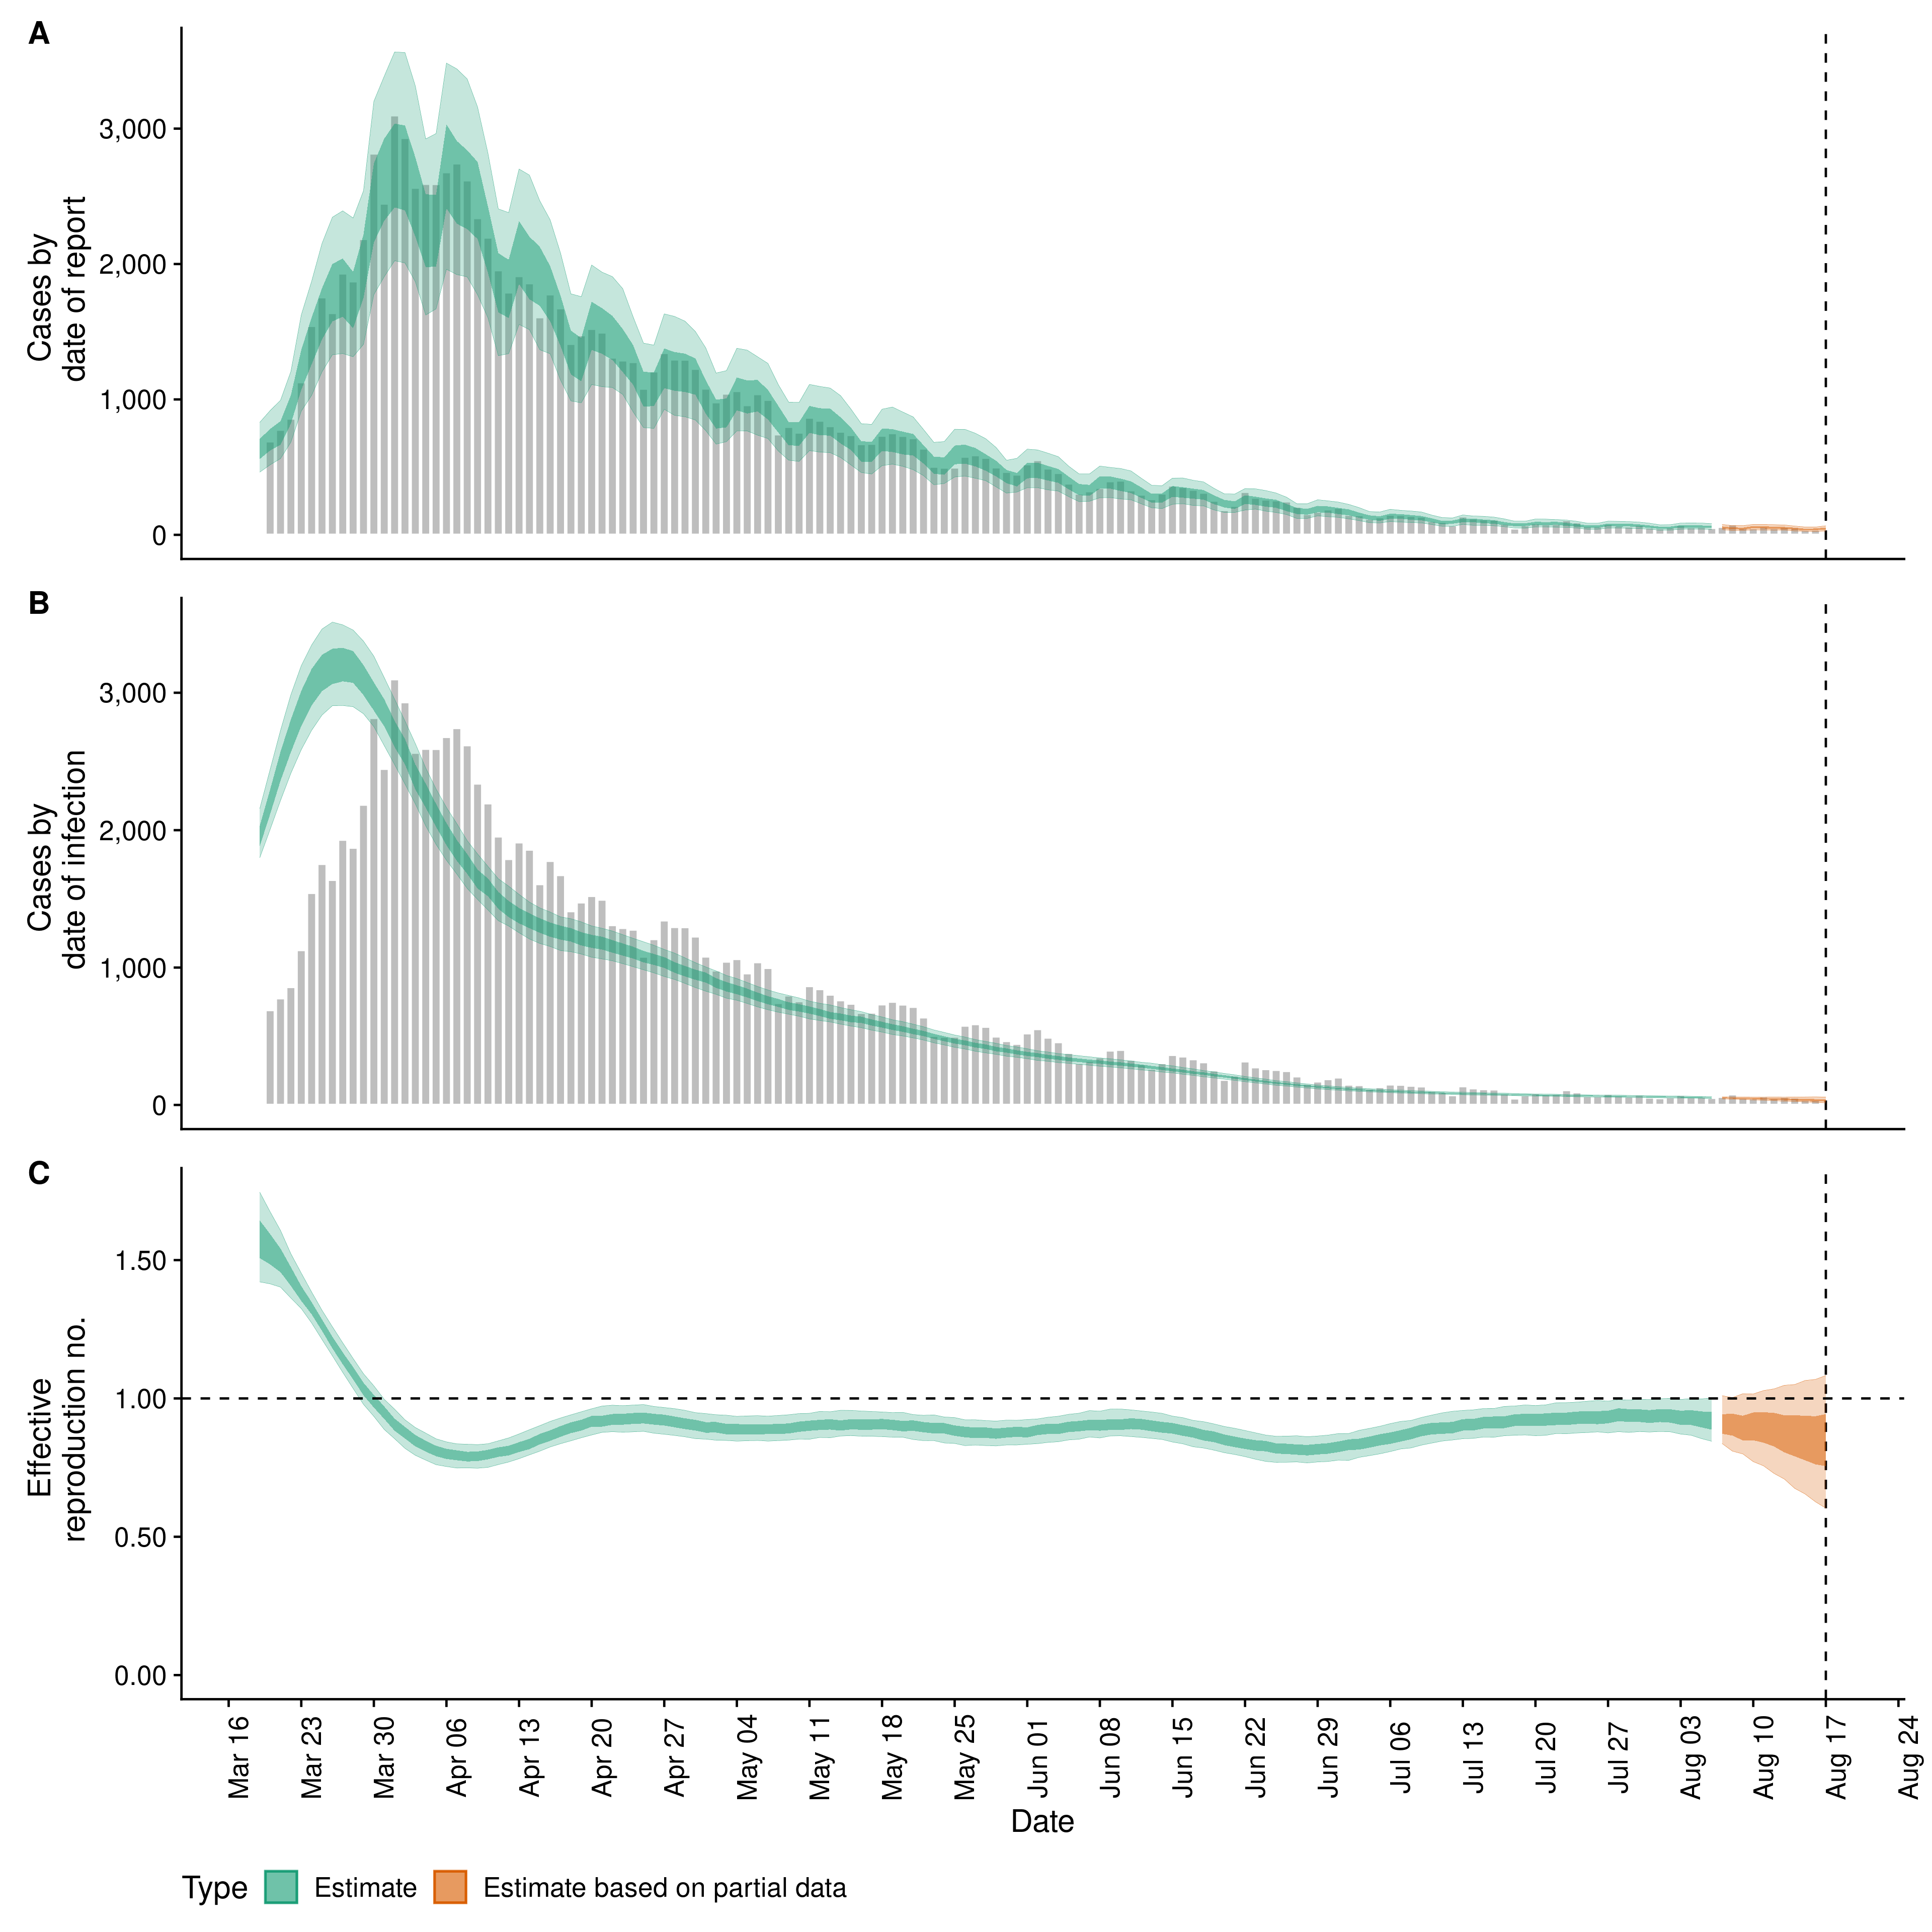 A
Cases by
date of report
3,000
2,000
1,000
0
B
Cases by
date of infection
3,000
2,000
1,000
0
C
Effective
reproduction no.
1.50
1.00
0.50
0.00
Mar 16
Mar 23
Mar 30
Apr 06
Apr 13
Apr 20
Apr 27
May 04
May 11
May 18
May 25
Jun 01
Jun 08
Jun 15
Jun 22
Jun 29
Jul 06
Jul 13
Jul 20
Jul 27
Aug 03
Aug 10
Aug 17
Aug 24
Date
Type Estimate Estimate based on partial data